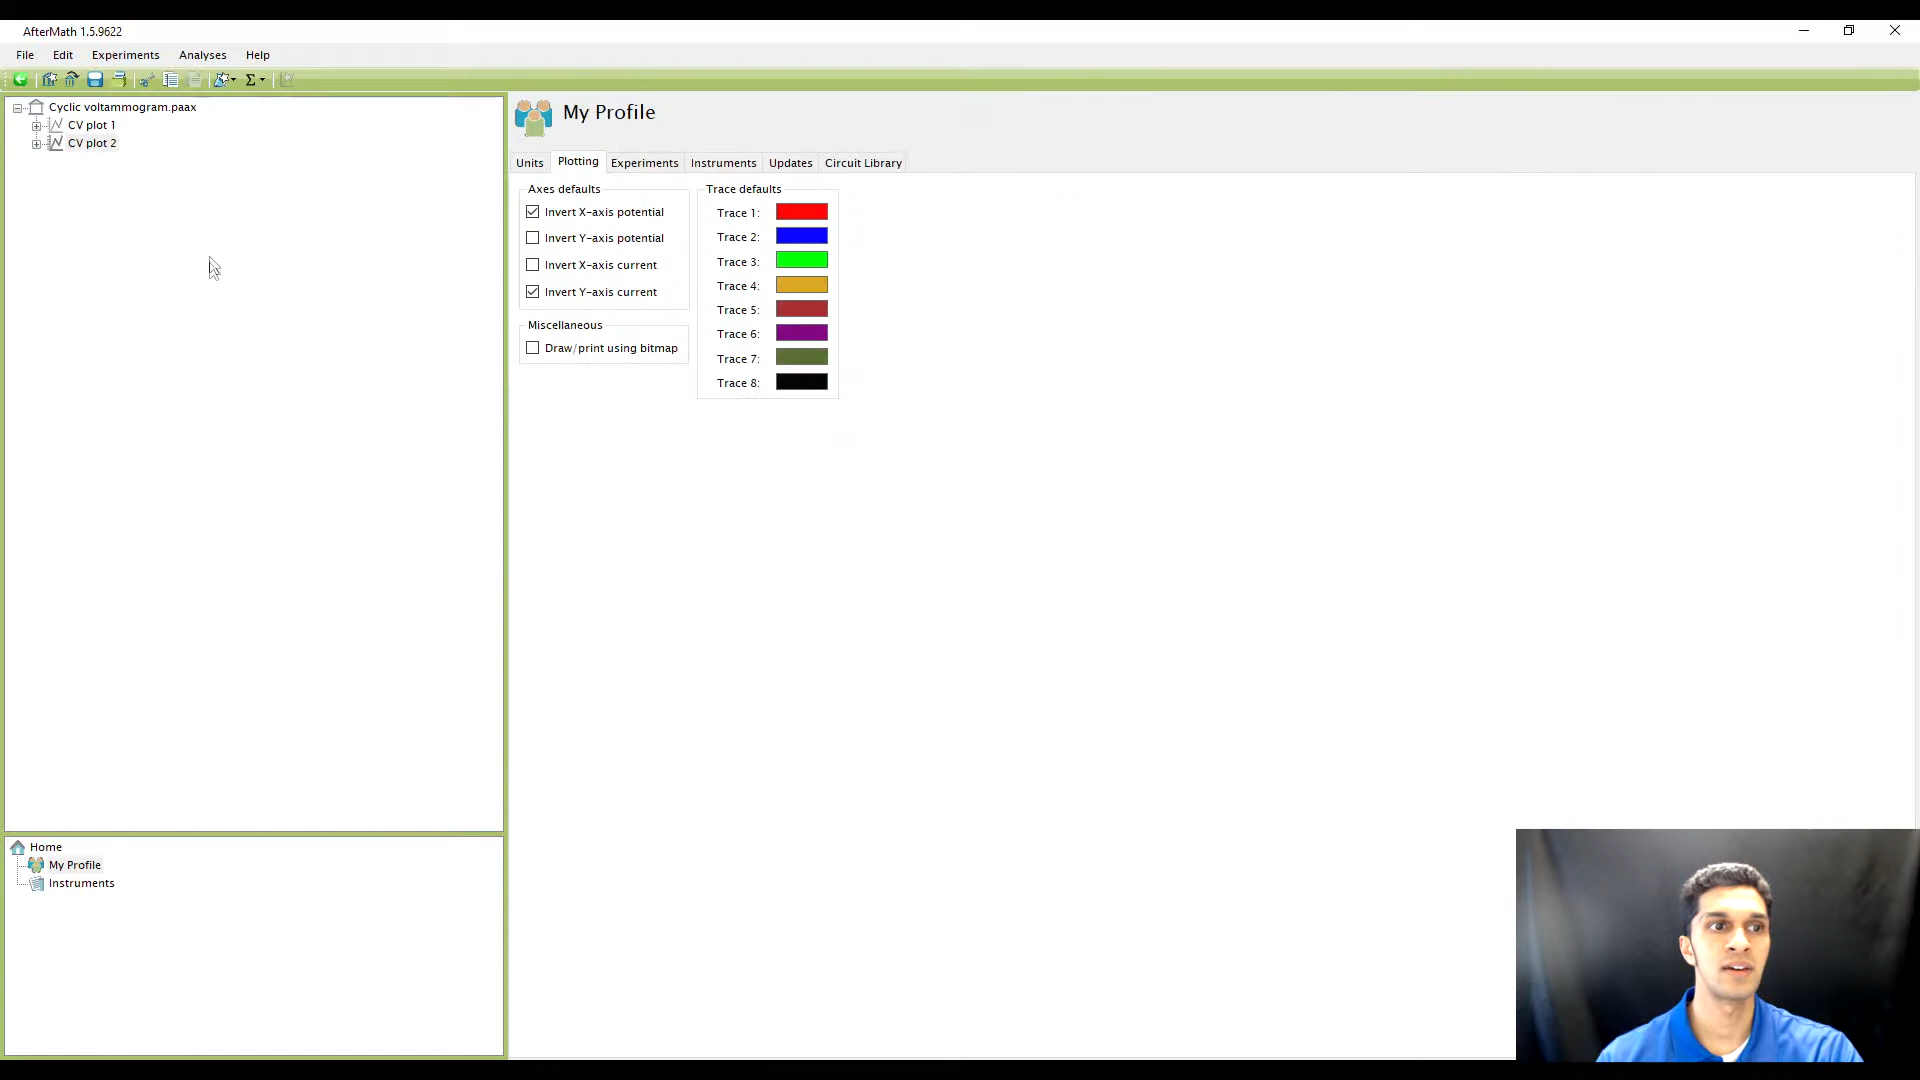 AfterMath 1.5.9622
File Edit Experiments Analyses Help
Cyclic voltammogram.paax
CV plot 1
CV plot 2
My Profile
Units Plotting Experiments Instruments Updates Circuit Library
Axes defaults
Invert X-axis potential
Invert Y-axis potential
Invert X-axis current
Invert Y-axis current
Miscellaneous
Draw/print using bitmap
Trace defaults
Trace 1:
Trace 2:
Trace 3:
Trace 4:
Trace 5:
Trace 6:
Trace 7:
Trace 8:
Home
My Profile
Instruments